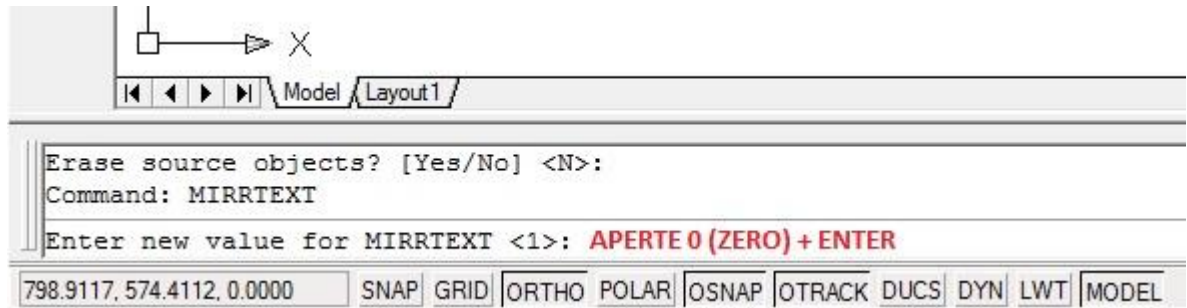 X
Model Layout1
Erase source objects? [Yes/No] <N>:
Command: MIRRTEXT
Enter new value for MIRRTEXT <1>: APERTE 0 (ZERO) + ENTER
798.9117, 574.4112, 0.0000 SNAP GRID ORTHO POLAR OSNAP OTRACK DUCS DYN LWT MODEL